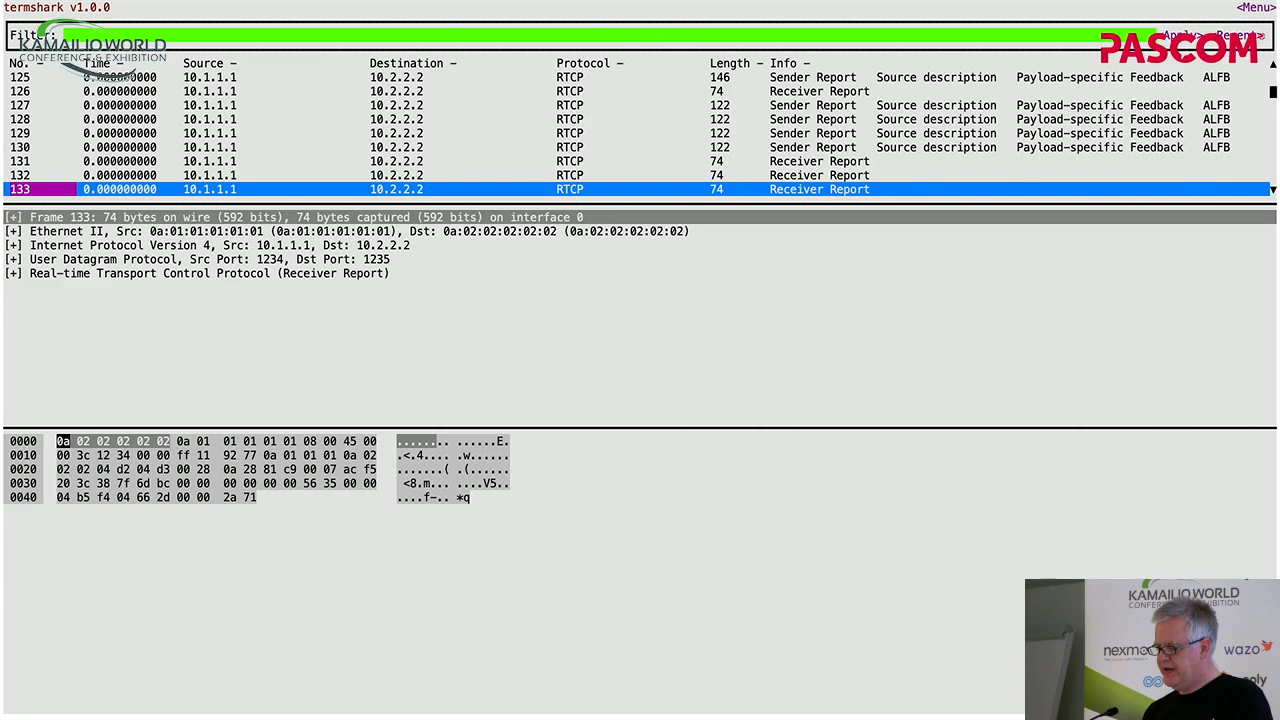 termshark v1.0.0 <Menu>
Filter: <Apply> <Recent>
KAMAILIO WORLD
CONFERENCE & EXHIBITION
PASCOM
No. – Time – Source – Destination – Protocol – Length – Info –
125 0.000000000 10.1.1.1 10.2.2.2 RTCP 146 Sender Report Source description Payload-specific Feedback ALFB
126 0.000000000 10.1.1.1 10.2.2.2 RTCP 74 Receiver Report
127 0.000000000 10.1.1.1 10.2.2.2 RTCP 122 Sender Report Source description Payload-specific Feedback ALFB
128 0.000000000 10.1.1.1 10.2.2.2 RTCP 122 Sender Report Source description Payload-specific Feedback ALFB
129 0.000000000 10.1.1.1 10.2.2.2 RTCP 122 Sender Report Source description Payload-specific Feedback ALFB
130 0.000000000 10.1.1.1 10.2.2.2 RTCP 122 Sender Report Source description Payload-specific Feedback ALFB
131 0.000000000 10.1.1.1 10.2.2.2 RTCP 74 Receiver Report
132 0.000000000 10.1.1.1 10.2.2.2 RTCP 74 Receiver Report
133 0.000000000 10.1.1.1 10.2.2.2 RTCP 74 Receiver Report
[+] Frame 133: 74 bytes on wire (592 bits), 74 bytes captured (592 bits) on interface 0
[+] Ethernet II, Src: 0a:01:01:01:01:01 (0a:01:01:01:01:01), Dst: 0a:02:02:02:02:02 (0a:02:02:02:02:02)
[+] Internet Protocol Version 4, Src: 10.1.1.1, Dst: 10.2.2.2
[+] User Datagram Protocol, Src Port: 1234, Dst Port: 1235
[+] Real-time Transport Control Protocol (Receiver Report)
0000 0a 02 02 02 02 02 0a 01 01 01 01 01 08 00 45 00 ........ ......E.
0010 00 3c 12 34 00 00 ff 11 92 77 0a 01 01 01 0a 02 .<.4.... .w......
0020 02 02 04 d2 04 d3 00 28 0a 28 81 c9 00 07 ac f5 .......( .(......
0030 20 3c 38 7f 6d bc 00 00 00 00 00 00 56 35 00 00 <8.m... ....V5..
0040 04 b5 f4 04 66 2d 00 00 2a 71 ....f-.. *q
KAMAILIO WORLD
nexmo
wazo